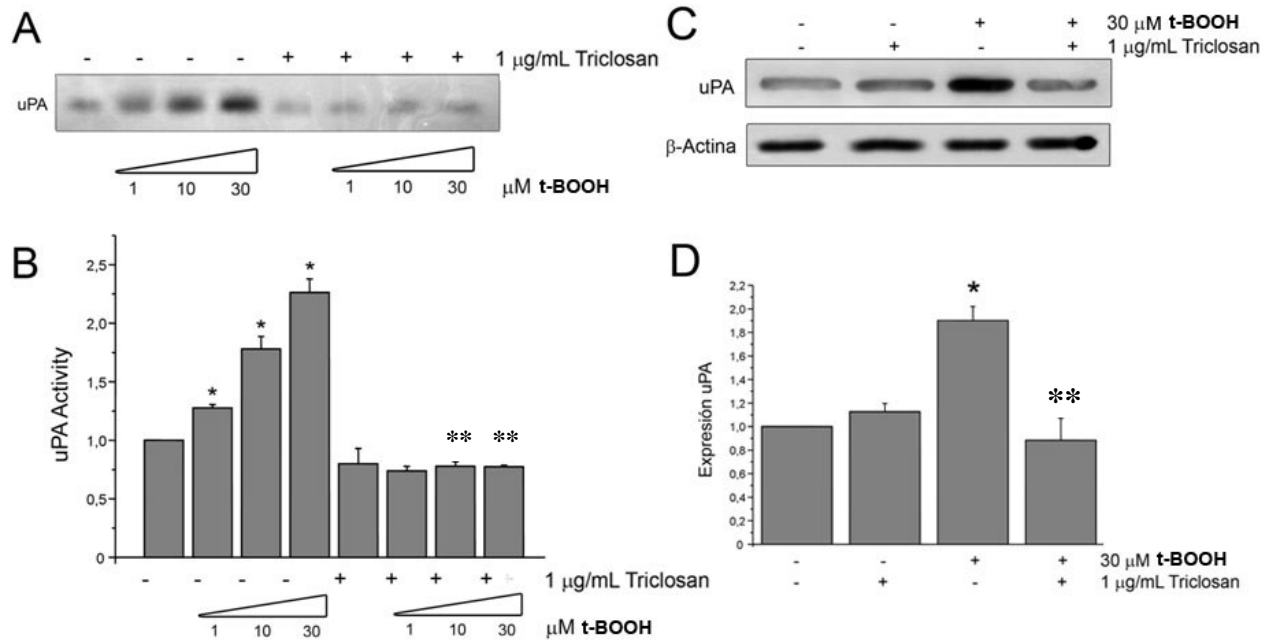 A
- - - - + + + + 1 μg/mL Triclosan
uPA
1 10 30 1 10 30 μM t-BOOH
B
uPA Activity
2,5
2,0
1,5
1,0
0,5
0
* * * ** **
- - - - + + + + 1 μg/mL Triclosan
1 10 30 1 10 30 μM t-BOOH
C
- - + + 30 μM t-BOOH
- + - + 1 μg/mL Triclosan
uPA
β-Actina
D
Expresión uPA
2,2
2,0
1,8
1,6
1,4
1,2
1,0
0,8
0,6
0,4
0,2
0
* **
- - + + 30 μM t-BOOH
- + - + 1 μg/mL Triclosan